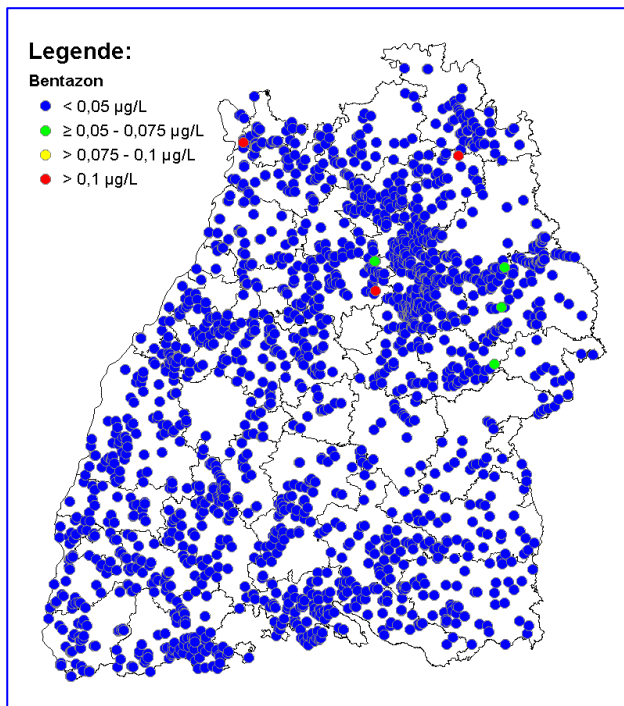 Legende:
Bentazon
< 0,05 µg/L
≥ 0,05 - 0,075 µg/L
> 0,075 - 0,1 µg/L
> 0,1 µg/L